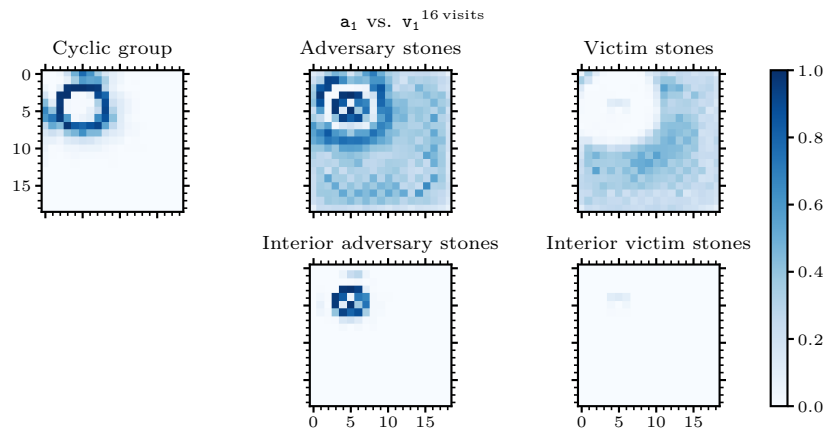 a₁ vs. v₁¹⁶ ᵛⁱˢⁱᵗˢ
Cyclic group
Adversary stones
Victim stones
0
5
10
15
Interior adversary stones
Interior victim stones
0 5 10 15
0 5 10 15
1.0
0.8
0.6
0.4
0.2
0.0